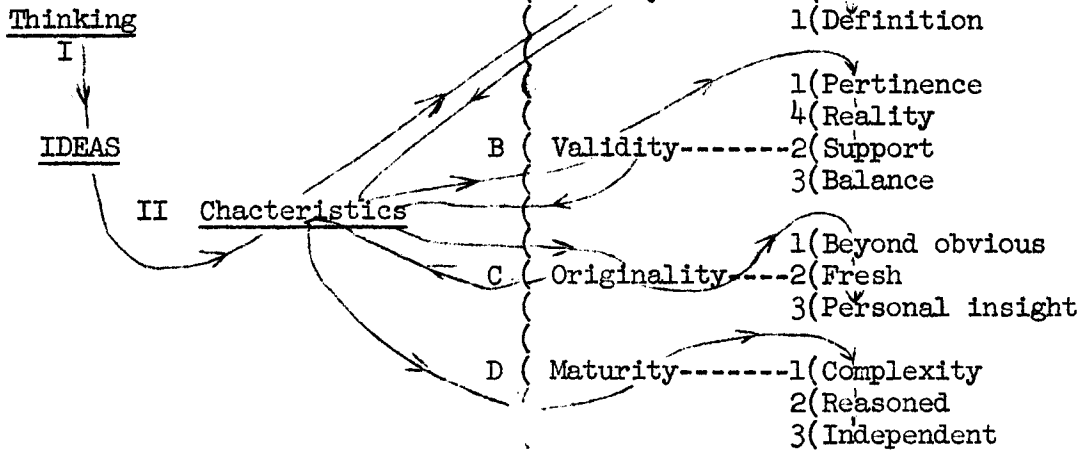 Thinking
1(Definition
I
1(Pertinence
4(Reality
IDEAS
B ( Validity-------2(Support
3(Balance
II Chacteristics
1(Beyond obvious
C ( Originality----2(Fresh
3(Personal insight
D ( Maturity-------1(Complexity
2(Reasoned
3(Independent